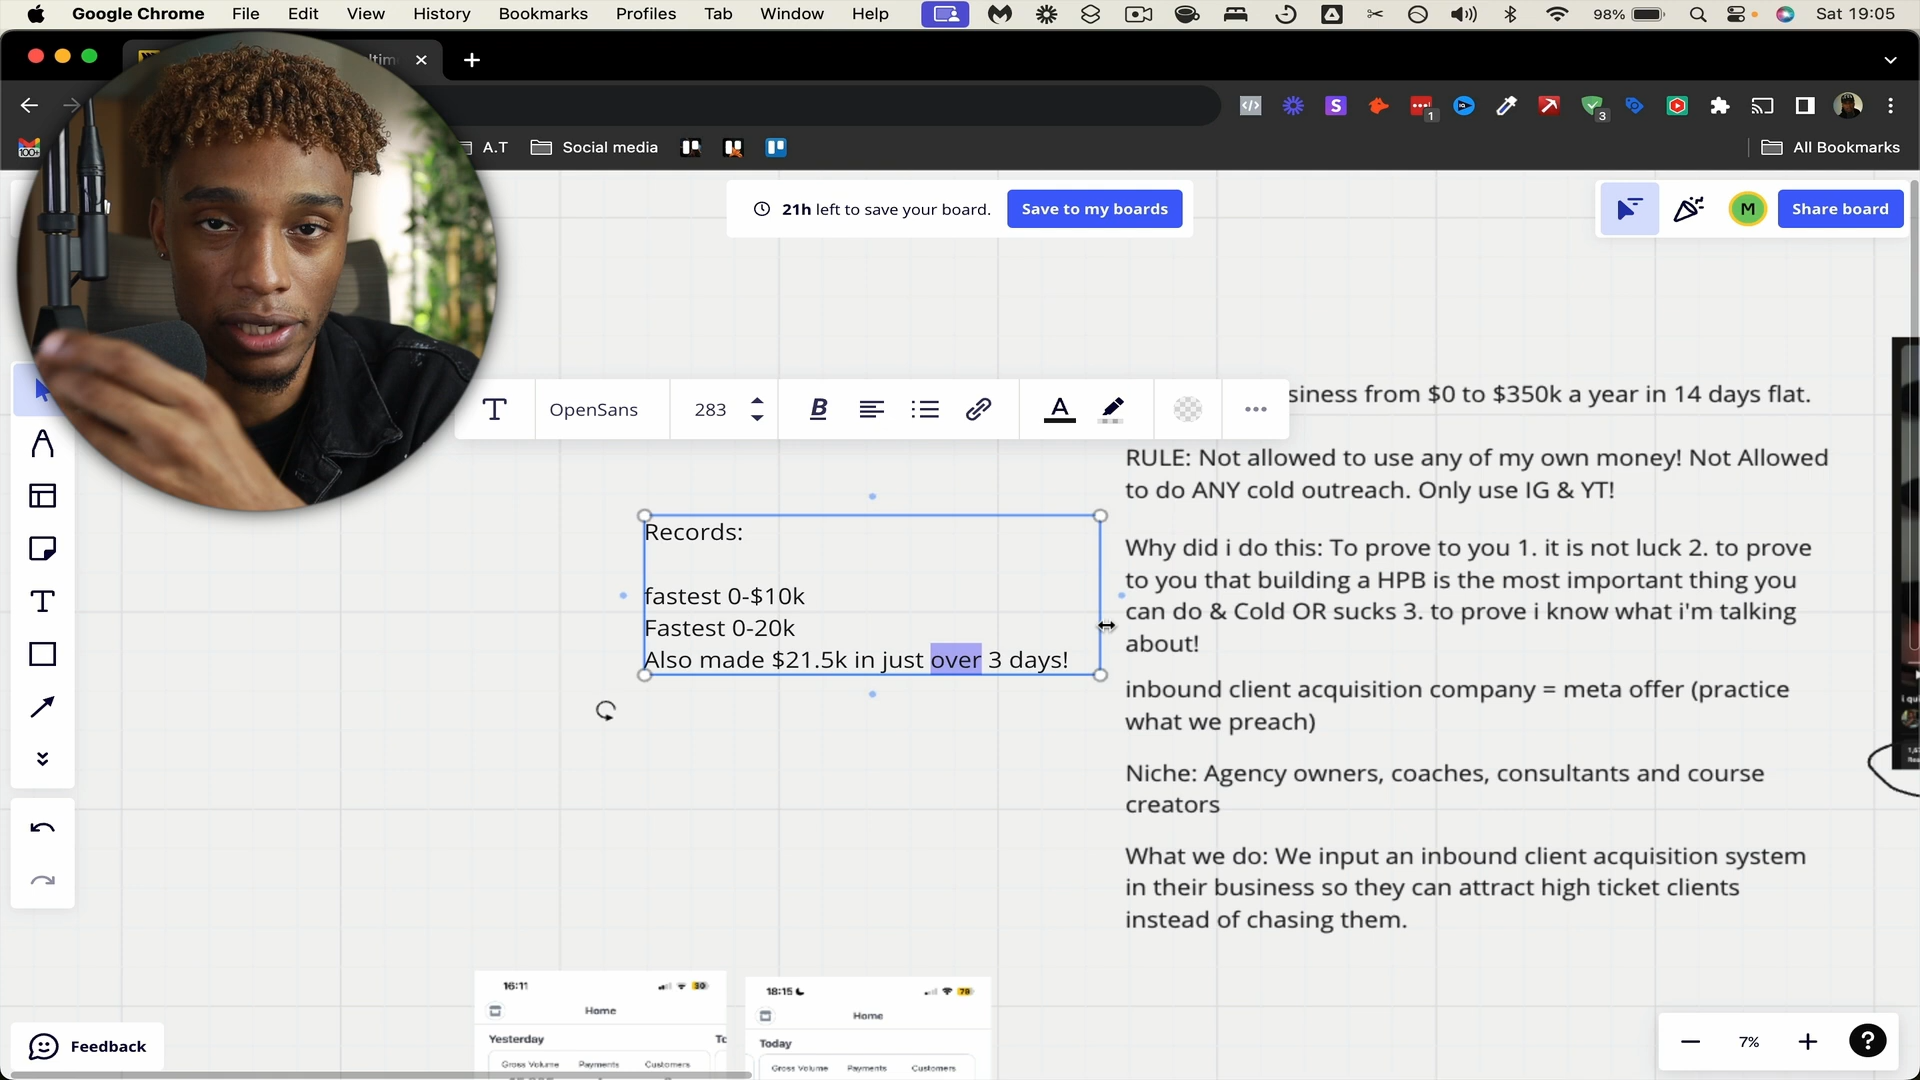 Google Chrome File Edit View History Bookmarks Profiles Tab Window Help 98% Sat 19:05
1 3
100+ A.T Social media All Bookmarks
21h left to save your board. Save to my boards
M Share board
OpenSans 283 B A
siness from $0 to $350k a year in 14 days flat.
RULE: Not allowed to use any of my own money! Not Allowed
to do ANY cold outreach. Only use IG & YT!
Records:
fastest 0-$10k
Fastest 0-20k
Also made $21.5k in just over 3 days!
Why did i do this: To prove to you 1. it is not luck 2. to prove
to you that building a HPB is the most important thing you
can do & Cold OR sucks 3. to prove i know what i'm talking
about!
inbound client acquisition company = meta offer (practice
what we preach)
Niche: Agency owners, coaches, consultants and course
creators
What we do: We input an inbound client acquisition system
in their business so they can attract high ticket clients
instead of chasing them.
16:11 30
Home
Yesterday
Gross Volume Payments Customers
18:15 78
Home
Today
Gross Volume Payments Customers
Feedback
7%